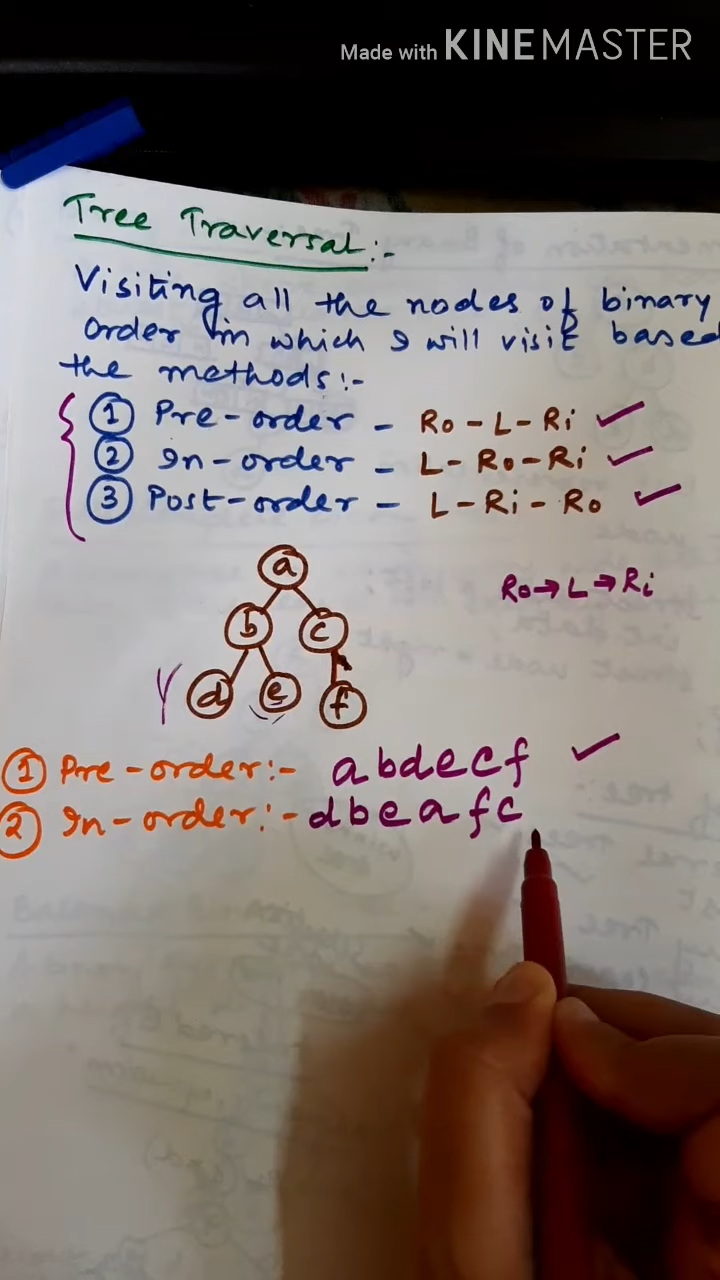 Made with KINEMASTER
Tree Traversal:-
Visiting all the nodes of binary
order in which I will visit based
the methods:-
① Pre-order - Ro-L-Ri ✓
② In-order - L-Ro-Ri ✓
③ Post-order - L-Ri-Ro ✓
a
Ro→L→Ri
b c
d e f
① Pre-order:- abdecf ✓
② In-order:- dbeafc